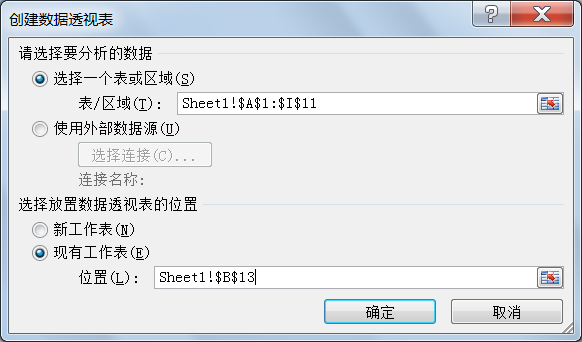 创建数据透视表
请选择要分析的数据
选择一个表或区域(S)
表/区域(T): Sheet1!$A$1:$I$11
使用外部数据源(U)
选择连接(C)...
连接名称:
选择放置数据透视表的位置
新工作表(N)
现有工作表(E)
位置(L): Sheet1!$B$13
确定 取消